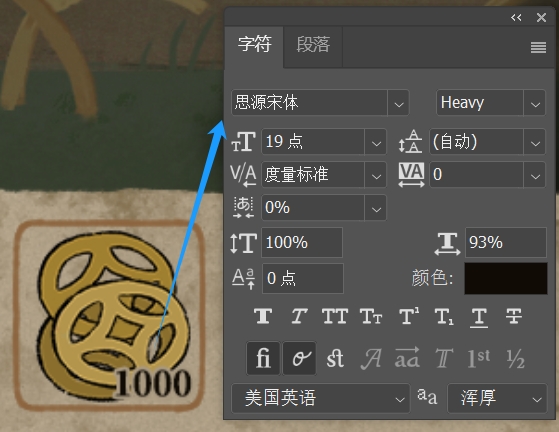 字符 段落
思源宋体 Heavy
19 点 (自动)
度量标准 0
0%
100% 93%
0 点 颜色:
T T TT Tr T¹ T₁ T T
fi o st A aa T 1st ½
美国英语 aa 浑厚
1000